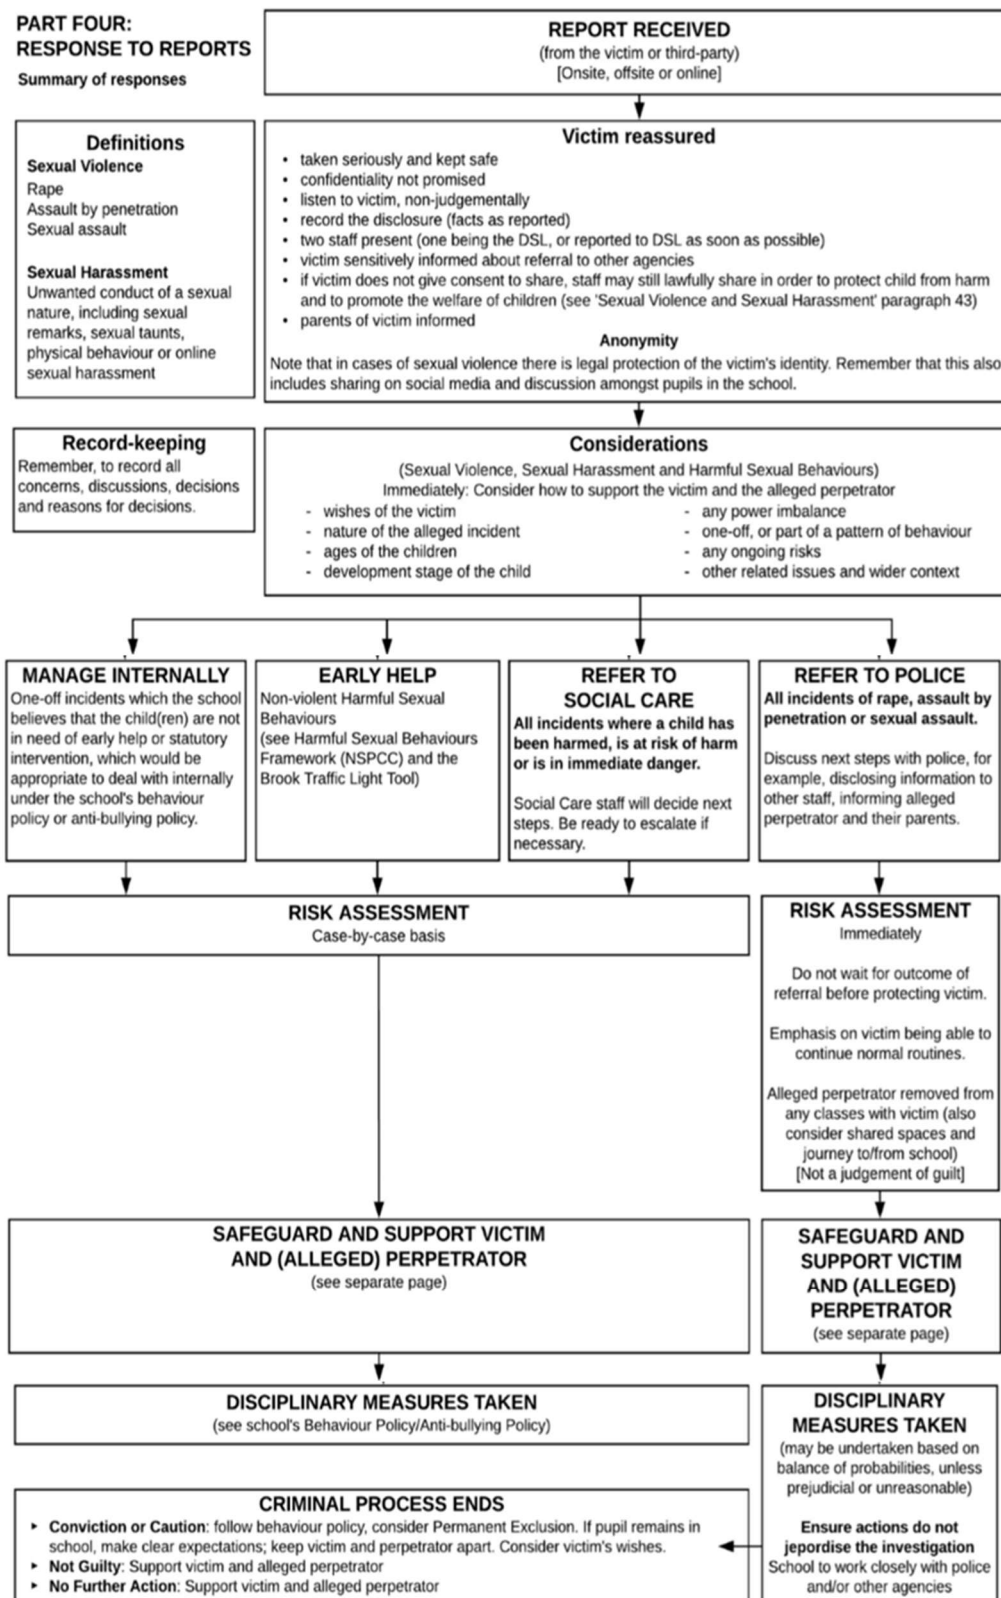 PART FOUR:
RESPONSE TO REPORTS
Summary of responses
REPORT RECEIVED
(from the victim or third-party)
[Onsite, offsite or online]
Definitions
Sexual Violence
Rape
Assault by penetration
Sexual assault
Sexual Harassment
Unwanted conduct of a sexual
nature, including sexual
remarks, sexual taunts,
physical behaviour or online
sexual harassment
Victim reassured
• taken seriously and kept safe
• confidentiality not promised
• listen to victim, non-judgementally
• record the disclosure (facts as reported)
• two staff present (one being the DSL, or reported to DSL as soon as possible)
• victim sensitively informed about referral to other agencies
• if victim does not give consent to share, staff may still lawfully share in order to protect child from harm
and to promote the welfare of children (see 'Sexual Violence and Sexual Harassment' paragraph 43)
• parents of victim informed
Anonymity
Note that in cases of sexual violence there is legal protection of the victim's identity. Remember that this also
includes sharing on social media and discussion amongst pupils in the school.
Record-keeping
Remember, to record all
concerns, discussions, decisions
and reasons for decisions.
Considerations
(Sexual Violence, Sexual Harassment and Harmful Sexual Behaviours)
Immediately: Consider how to support the victim and the alleged perpetrator
- wishes of the victim
- nature of the alleged incident
- ages of the children
- development stage of the child
- any power imbalance
- one-off, or part of a pattern of behaviour
- any ongoing risks
- other related issues and wider context
MANAGE INTERNALLY
One-off incidents which the school
believes that the child(ren) are not
in need of early help or statutory
intervention, which would be
appropriate to deal with internally
under the school's behaviour
policy or anti-bullying policy.
EARLY HELP
Non-violent Harmful Sexual
Behaviours
(see Harmful Sexual Behaviours
Framework (NSPCC) and the
Brook Traffic Light Tool)
REFER TO
SOCIAL CARE
All incidents where a child has
been harmed, is at risk of harm
or is in immediate danger.
Social Care staff will decide next
steps. Be ready to escalate if
necessary.
REFER TO POLICE
All incidents of rape, assault by
penetration or sexual assault.
Discuss next steps with police, for
example, disclosing information to
other staff, informing alleged
perpetrator and their parents.
RISK ASSESSMENT
Case-by-case basis
RISK ASSESSMENT
Immediately
Do not wait for outcome of
referral before protecting victim.
Emphasis on victim being able to
continue normal routines.
Alleged perpetrator removed from
any classes with victim (also
consider shared spaces and
journey to/from school)
[Not a judgement of guilt]
SAFEGUARD AND SUPPORT VICTIM
AND (ALLEGED) PERPETRATOR
(see separate page)
SAFEGUARD AND
SUPPORT VICTIM
AND (ALLEGED)
PERPETRATOR
(see separate page)
DISCIPLINARY MEASURES TAKEN
(see school's Behaviour Policy/Anti-bullying Policy)
DISCIPLINARY
MEASURES TAKEN
(may be undertaken based on
balance of probabilities, unless
prejudicial or unreasonable)
Ensure actions do not
jepordise the investigation
School to work closely with police
and/or other agencies
CRIMINAL PROCESS ENDS
▸ Conviction or Caution: follow behaviour policy, consider Permanent Exclusion. If pupil remains in
school, make clear expectations; keep victim and perpetrator apart. Consider victim's wishes.
▸ Not Guilty: Support victim and alleged perpetrator
▸ No Further Action: Support victim and alleged perpetrator